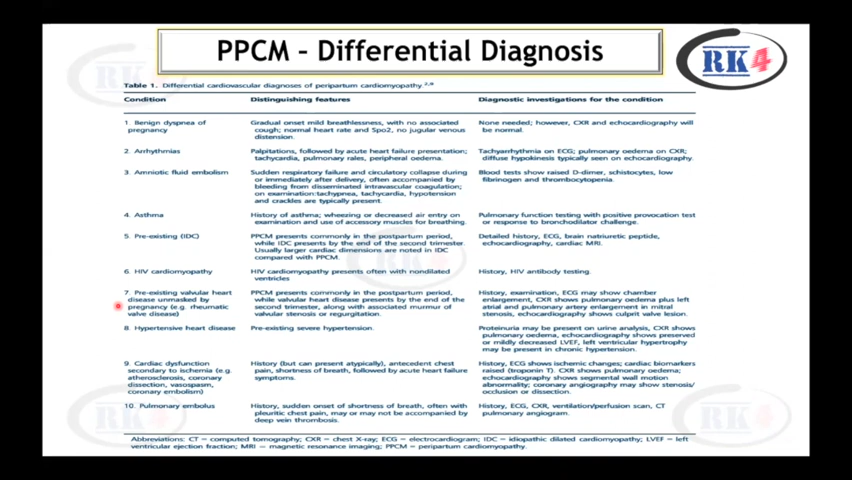 PPCM – Differential Diagnosis
RK4
Table 1. Differential cardiovascular diagnoses of peripartum cardiomyopathy.2,9
Condition Distinguishing features Diagnostic investigations for the condition
1 Benign dyspnea of pregnancy Gradual onset mild breathlessness, with no associated cough; normal heart rate and Spo2, no jugular venous distension. None needed; however, CXR and echocardiography will be normal.
2 Arrhythmias Palpitations, followed by acute heart failure presentation; tachycardia, pulmonary rales, peripheral oedema. Tachyarrhythmia on ECG; pulmonary oedema on CXR; diffuse hypokinesis typically seen on echocardiography.
3 Amniotic fluid embolism Sudden respiratory failure and circulatory collapse during or immediately after delivery, often accompanied by bleeding from disseminated intravascular coagulation; on examination:tachypnea, tachycardia, hypotension and crackles are typically present. Blood tests show raised D-dimer, schistocytes, low fibrinogen and thrombocytopenia.
4 Asthma History of asthma; wheezing or decreased air entry on examination and use of accessory muscles for breathing. Pulmonary function testing with positive provocation test or response to bronchodilator challenge.
5 Pre-existing (IDC) PPCM presents commonly in the postpartum period, while IDC presents by the end of the second trimester. Usually larger cardiac dimensions are noted in IDC compared with PPCM. Detailed history, ECG, brain natriuretic peptide, echocardiography, cardiac MRI.
6 HIV cardiomyopathy HIV cardiomyopathy presents often with nondilated ventricles History, HIV antibody testing.
7 Pre-existing valvular heart disease unmasked by pregnancy (e.g. rheumatic valve disease) PPCM presents commonly in the postpartum period, while valvular heart disease presents by the end of the second trimester, along with associated murmur of valvular stenosis or regurgitation. History, examination, ECG may show chamber enlargement, CXR shows pulmonary oedema plus left atrial and pulmonary artery enlargement in mitral stenosis, echocardiography shows culprit valve lesion.
8 Hypertensive heart disease Pre-existing severe hypertension. Proteinuria may be present on urine analysis, CXR shows pulmonary oedema, echocardiography shows preserved or mildly decreased LVEF, left ventricular hypertrophy may be present in chronic hypertension.
9 Cardiac dysfunction secondary to ischemia (e.g. atherosclerosis, coronary dissection, vasospasm, coronary embolism) History (but can present atypically), antecedent chest pain, shortness of breath, followed by acute heart failure symptoms. History, ECG shows ischemic changes; cardiac biomarkers raised (troponin T). CXR shows pulmonary oedema; echocardiography shows segmental wall motion abnormality; coronary angiography may show stenosis/ occlusion or dissection.
10. Pulmonary embolus History, sudden onset of shortness of breath, often with pleuritic chest pain, may or may not be accompanied by deep vein thrombosis. History, ECG, CXR, ventilation/perfusion scan, CT pulmonary angiogram.
Abbreviations: CT = computed tomography; CXR = chest X-ray; ECG = electrocardiogram; IDC = idiopathic dilated cardiomyopathy; LVEF = left
ventricular ejection fraction; MRI = magnetic resonance imaging; PPCM = peripartum cardiomyopathy.